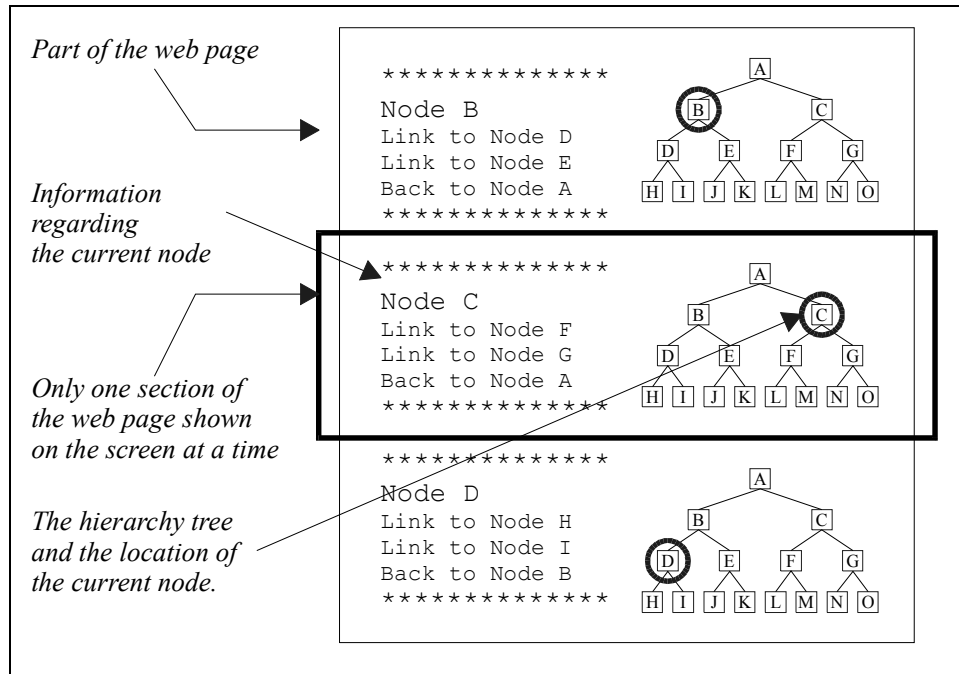 Part of the web page
**************
Node B
Link to Node D
Link to Node E
Back to Node A
**************
A
B C
D E F G
H I J K L M N O
Information
regarding
the current node
**************
Node C
Link to Node F
Link to Node G
Back to Node A
**************
A
B C
D E F G
H I J K L M N O
Only one section of
the web page shown
on the screen at a time
**************
Node D
Link to Node H
Link to Node I
Back to Node B
**************
A
B C
D E F G
H I J K L M N O
The hierarchy tree
and the location of
the current node.